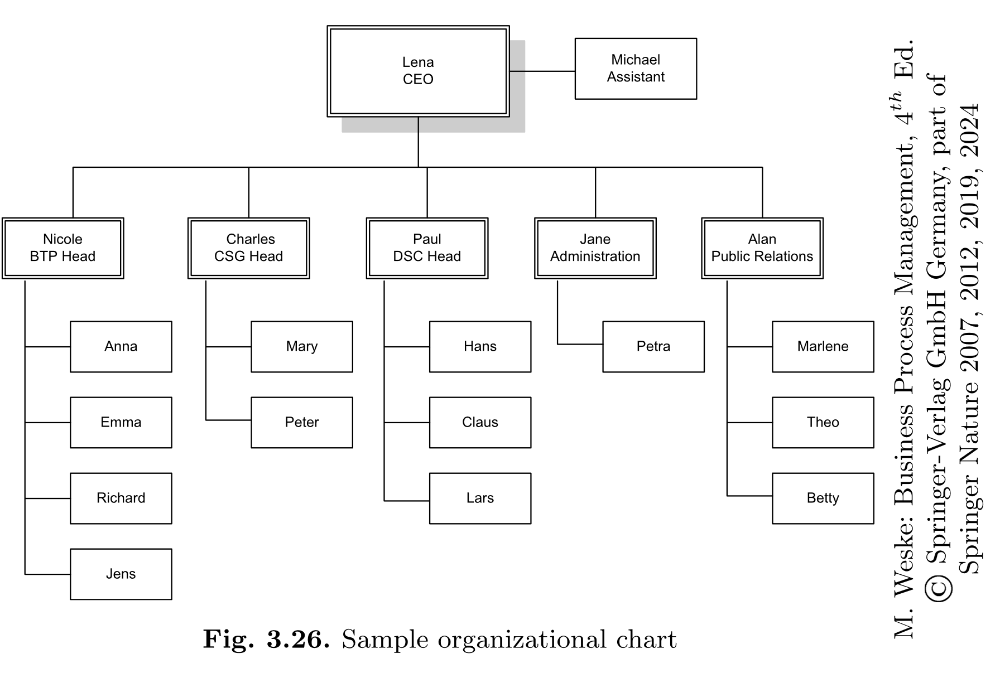 Lena
CEO
Michael
Assistant
Nicole
BTP Head
Charles
CSG Head
Paul
DSC Head
Jane
Administration
Alan
Public Relations
Anna
Mary
Hans
Petra
Marlene
Emma
Peter
Claus
Theo
Richard
Lars
Betty
Jens
Fig. 3.26. Sample organizational chart
M. Weske: Business Process Management, 4th Ed.
© Springer-Verlag GmbH Germany, part of
Springer Nature 2007, 2012, 2019, 2024